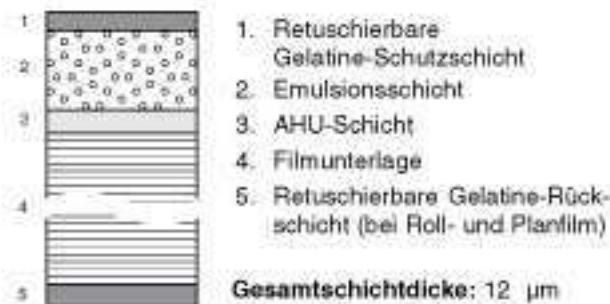 1
2
3
4
5
1. Retuschierbare
Gelatine-Schutzschicht
2. Emulsionsschicht
3. AHU-Schicht
4. Filmunterlage
5. Retuschierbare Gelatine-Rück-
schicht (bei Roll- und Planfilm)
Gesamtschichtdicke: 12 µm